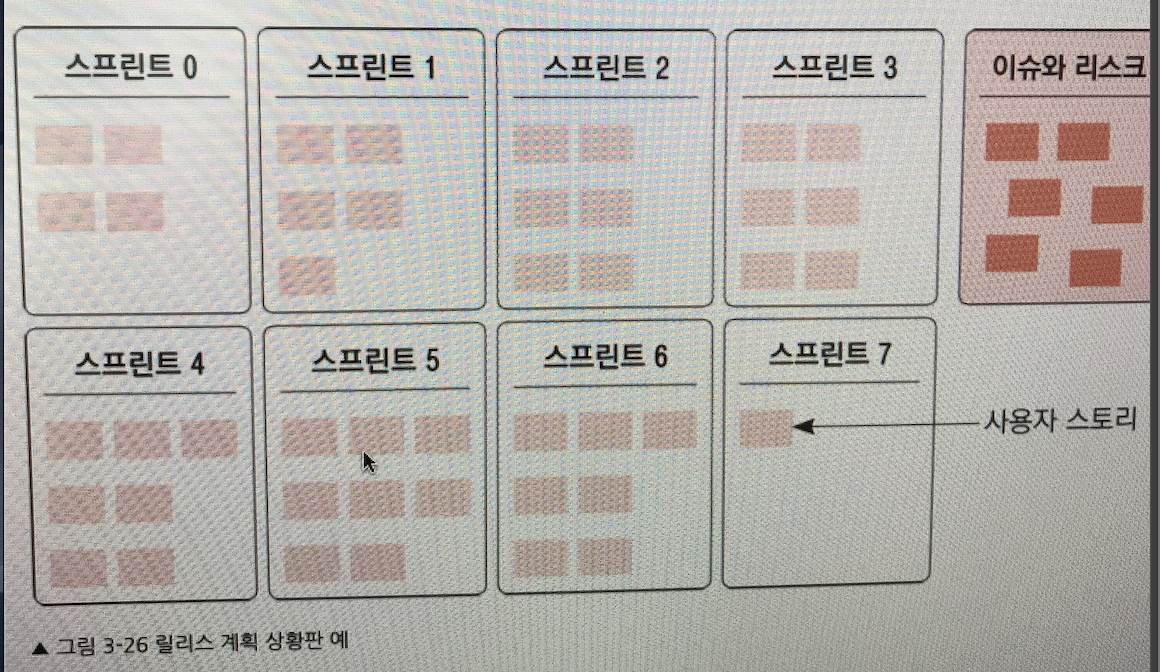 스프린트 0
스프린트 1
스프린트 2
스프린트 3
이슈와 리스크
스프린트 4
스프린트 5
스프린트 6
스프린트 7
사용자 스토리
▲ 그림 3-26 릴리스 계획 상황판 예